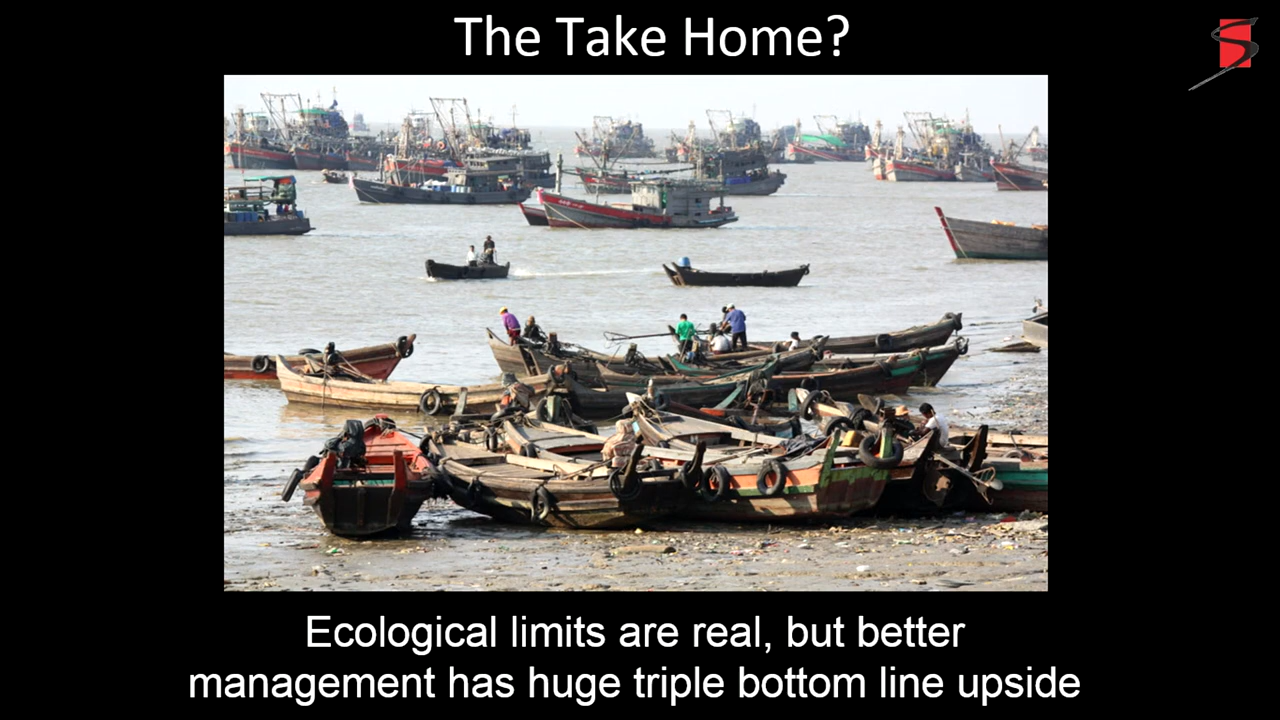 The Take Home?
Ecological limits are real, but better
management has huge triple bottom line upside